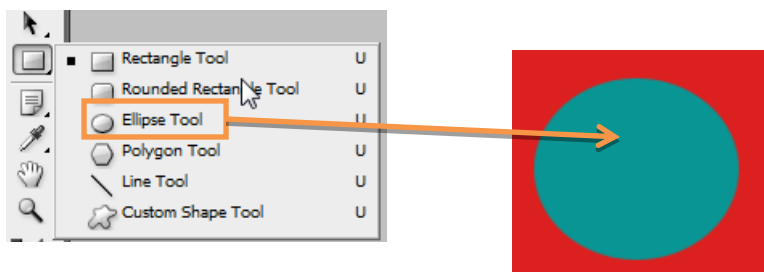 Rectangle Tool U
Rounded Rectangle Tool U
Ellipse Tool U
Polygon Tool U
Line Tool U
Custom Shape Tool U